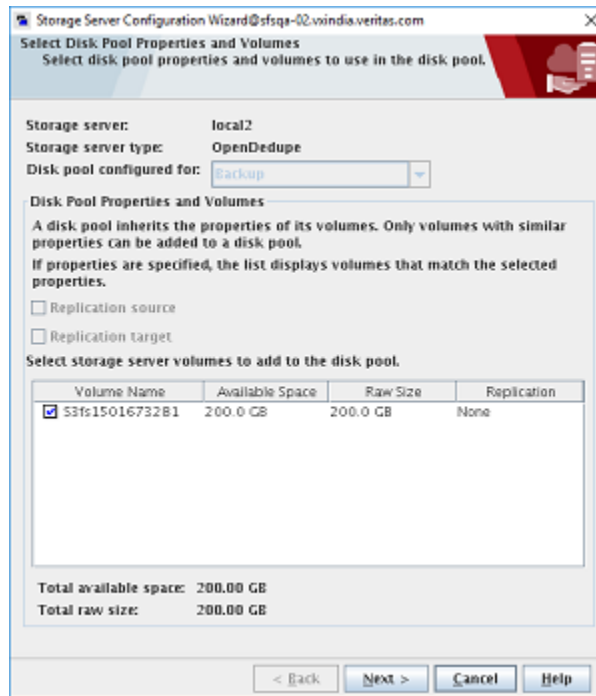 Storage Server Configuration Wizard@sfsqa-02.vxindia.veritas.com
Select Disk Pool Properties and Volumes
Select disk pool properties and volumes to use in the disk pool.
Storage server: local2
Storage server type: OpenDedupe
Disk pool configured for: Backup
Disk Pool Properties and Volumes
A disk pool inherits the properties of its volumes. Only volumes with similar
properties can be added to a disk pool.
If properties are specified, the list displays volumes that match the selected
properties.
Replication source
Replication target
Select storage server volumes to add to the disk pool.
Volume Name Available Space Raw Size Replication
S3fs1501673281 200.0 GB 200.0 GB None
Total available space: 200.00 GB
Total raw size: 200.00 GB
< Back Next > Cancel Help